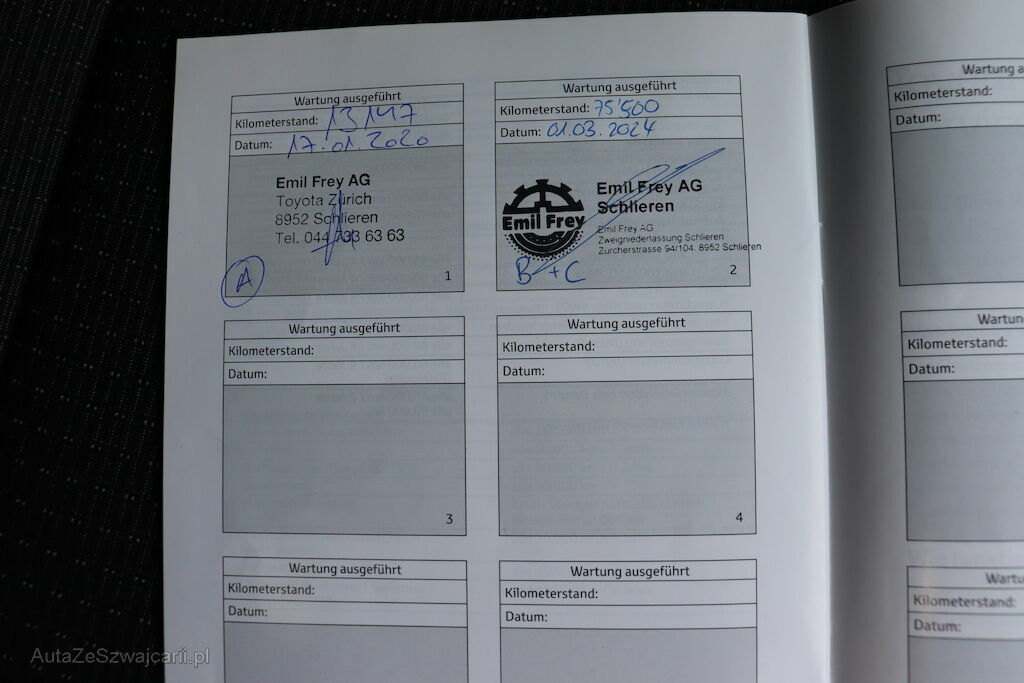 Wartung ausgeführt
Kilometerstand: 13147
Datum: 17.01.2020
Emil Frey AG
Toyota Zürich
8952 Schlieren
Tel. 044 733 63 63
A
1
Wartung ausgeführt
Kilometerstand: 75'500
Datum: 01.03.2024
Emil Frey
Emil Frey AG
Schlieren
Emil Frey AG
Zweigniederlassung Schlieren
Zürcherstrasse 94/104, 8952 Schlieren
B + C
2
Wartung ausgeführt
Kilometerstand:
Datum:
3
Wartung ausgeführt
Kilometerstand:
Datum:
4
Wartung ausgeführt
Kilometerstand:
Datum:
Wartung ausgeführt
Kilometerstand:
Datum:
Wartung a
Kilometerstand:
Datum:
Wartun
Kilometerstand:
Datum:
Wartu
Kilometerstand:
Datum:
AutaZeSzwajcarii.pl